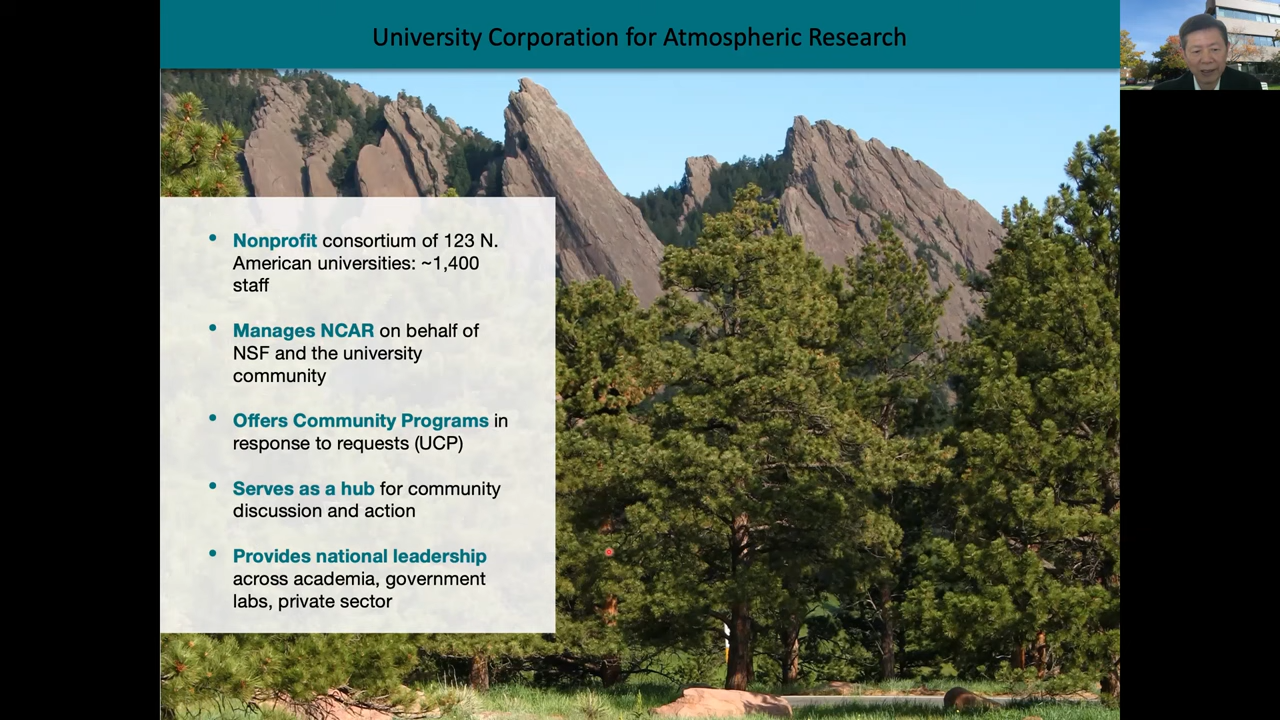 University Corporation for Atmospheric Research
• Nonprofit consortium of 123 N.
American universities: ~1,400
staff
• Manages NCAR on behalf of
NSF and the university
community
• Offers Community Programs in
response to requests (UCP)
• Serves as a hub for community
discussion and action
• Provides national leadership
across academia, government
labs, private sector